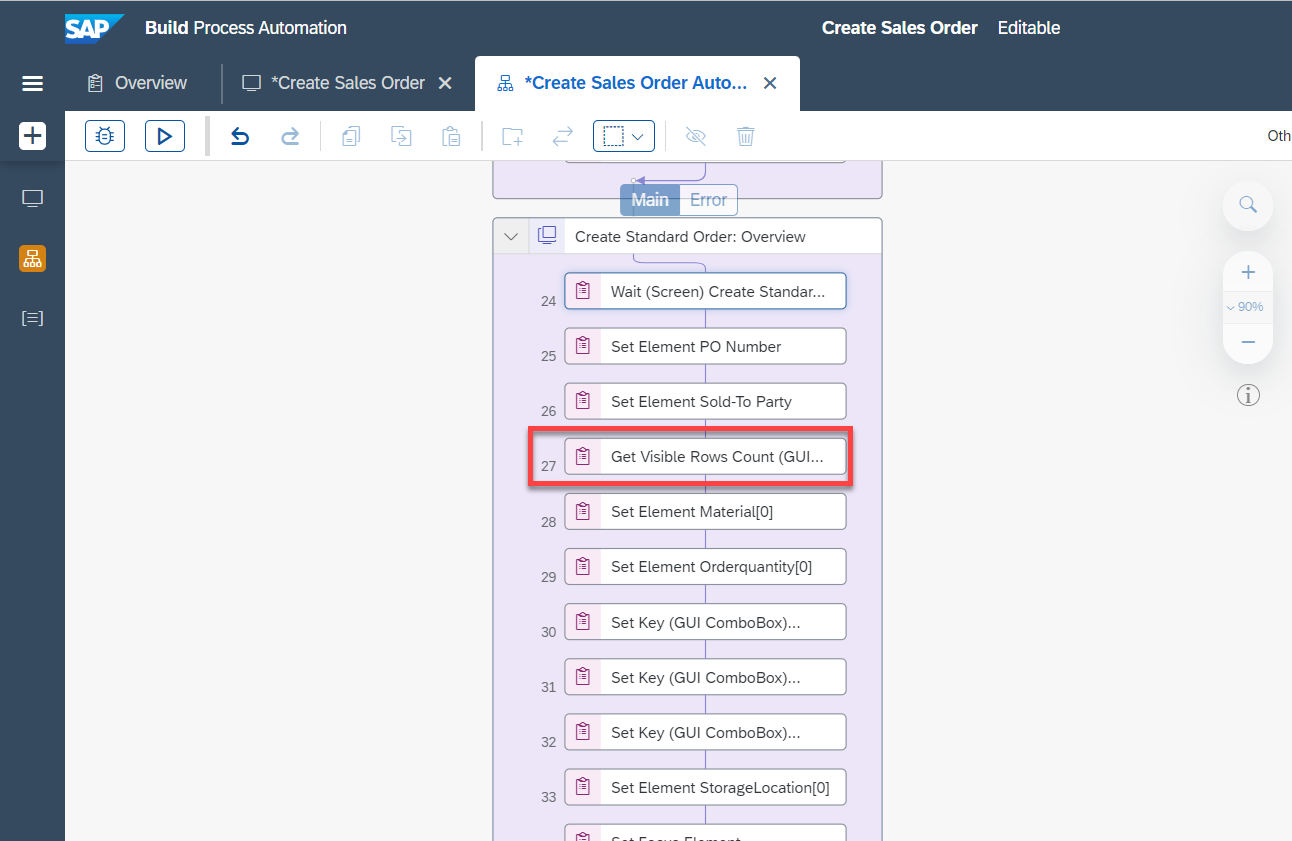 SAP Build Process Automation Create Sales Order Editable
Overview *Create Sales Order *Create Sales Order Auto...
Oth
Main Error
Create Standard Order: Overview
24 Wait (Screen) Create Standar...
25 Set Element PO Number
26 Set Element Sold-To Party
27 Get Visible Rows Count (GUI...
28 Set Element Material[0]
29 Set Element Orderquantity[0]
30 Set Key (GUI ComboBox)...
31 Set Key (GUI ComboBox)...
32 Set Key (GUI ComboBox)...
33 Set Element StorageLocation[0]
Set Focus Element
90%